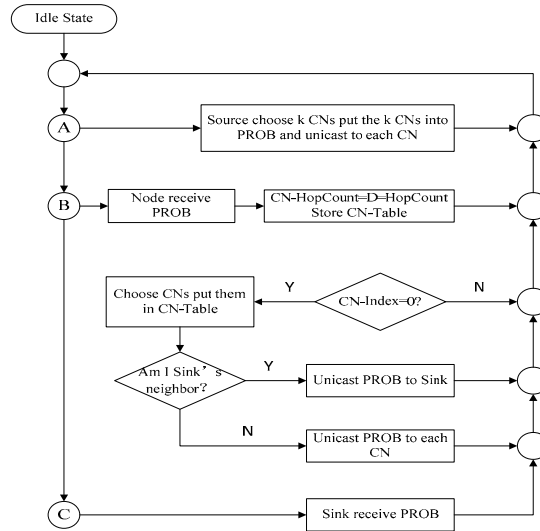 Idle State
A
Source choose k CNs put the k CNs into
PROB and unicast to each CN
B
Node receive
PROB
CN-HopCount=D=HopCount
Store CN-Table
Choose CNs put them
in CN-Table
Y
CN-Index=0?
N
Am I Sink's
neighbor?
Y
Unicast PROB to Sink
N
Unicast PROB to each
CN
C
Sink receive PROB